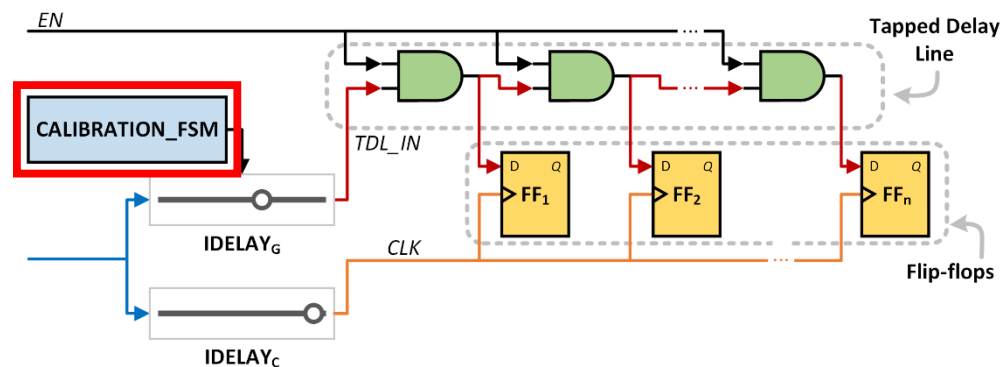 EN
Tapped Delay
Line
CALIBRATION_FSM
TDL_IN
D Q
FF1
D Q
FF2
D Q
FFn
IDELAYG
CLK
Flip-flops
IDELAYC